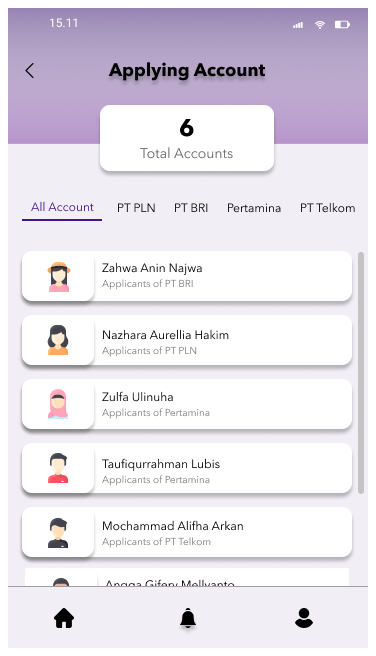 15.11
Applying Account
6
Total Accounts
All Account PT PLN PT BRI Pertamina PT Telkom
Zahwa Anin Najwa
Applicants of PT BRI
Nazhara Aurellia Hakim
Applicants of PT PLN
Zulfa Ulinuha
Applicants of Pertamina
Taufiqurrahman Lubis
Applicants of Pertamina
Mochammad Alifha Arkan
Applicants of PT Telkom
Angga Gifery